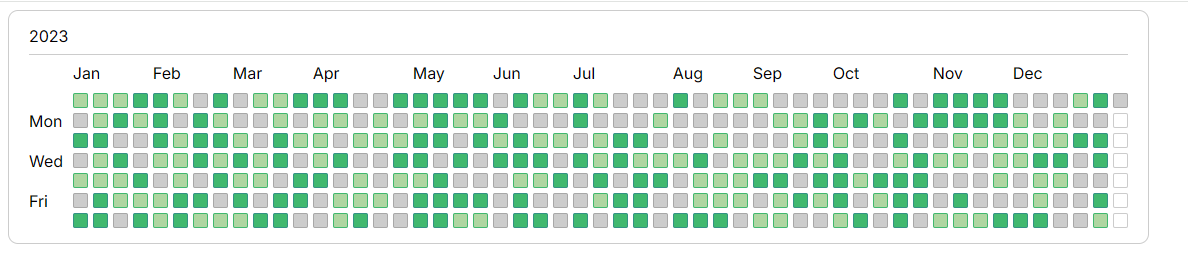 2023
Jan Feb Mar Apr May Jun Jul Aug Sep Oct Nov Dec
Mon
Wed
Fri